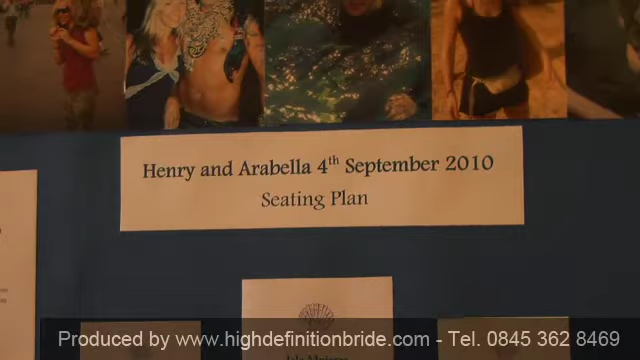 Henry and Arabella 4th September 2010
Seating Plan
Produced by www.highdefinitionbride.com - Tel. 0845 362 8469